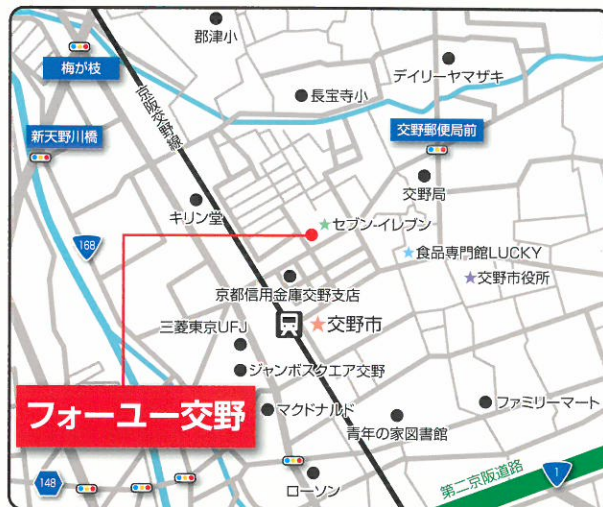 郡津小
梅が枝
デイリーヤマザキ
長宝寺小
京阪交野線
新天野川橋
交野郵便局前
交野局
キリン堂
セブン-イレブン
168
食品専門館LUCKY
交野市役所
京都信用金庫交野支店
三菱東京UFJ
交野市
ジャンボスクエア交野
フォーユー交野
マクドナルド
ファミリーマート
青年の家図書館
148
ローソン
第二京阪道路
1